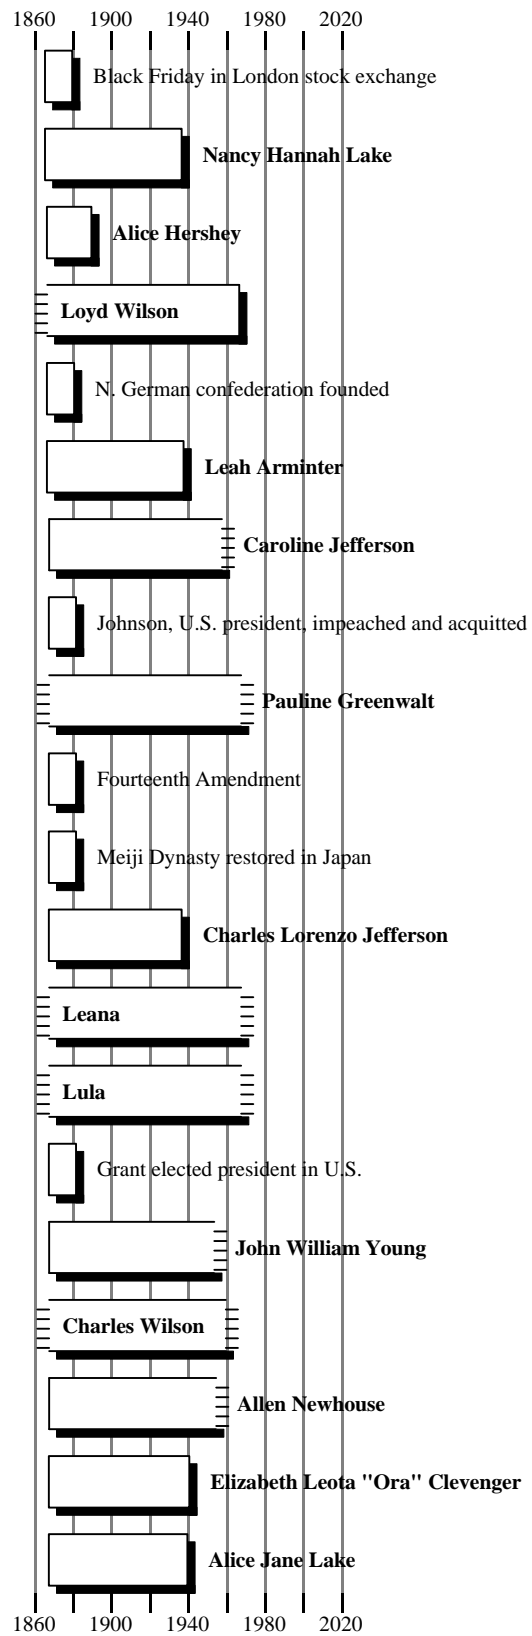 1860 1900 1940 1980 2020
Black Friday in London stock exchange
Nancy Hannah Lake
Alice Hershey
Loyd Wilson
N. German confederation founded
Leah Arminter
Caroline Jefferson
Johnson, U.S. president, impeached and acquitted
Pauline Greenwalt
Fourteenth Amendment
Meiji Dynasty restored in Japan
Charles Lorenzo Jefferson
Leana
Lula
Grant elected president in U.S.
John William Young
Charles Wilson
Allen Newhouse
Elizabeth Leota "Ora" Clevenger
Alice Jane Lake
1860 1900 1940 1980 2020